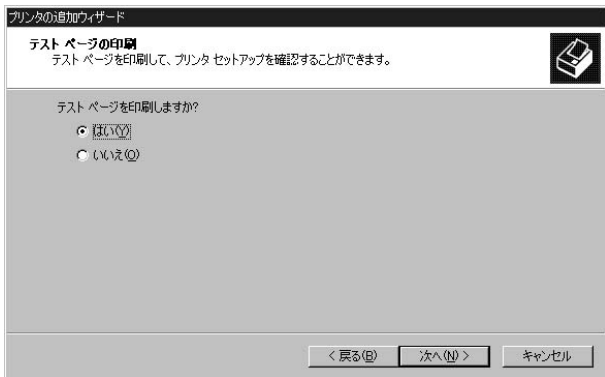 プリンタの追加ウィザード
テスト ページの印刷
テスト ページを印刷して、プリンタ セットアップを確認することができます。
テスト ページを印刷しますか?
はい(Y)
いいえ(O)
< 戻る(B)
次へ(N) >
キャンセル